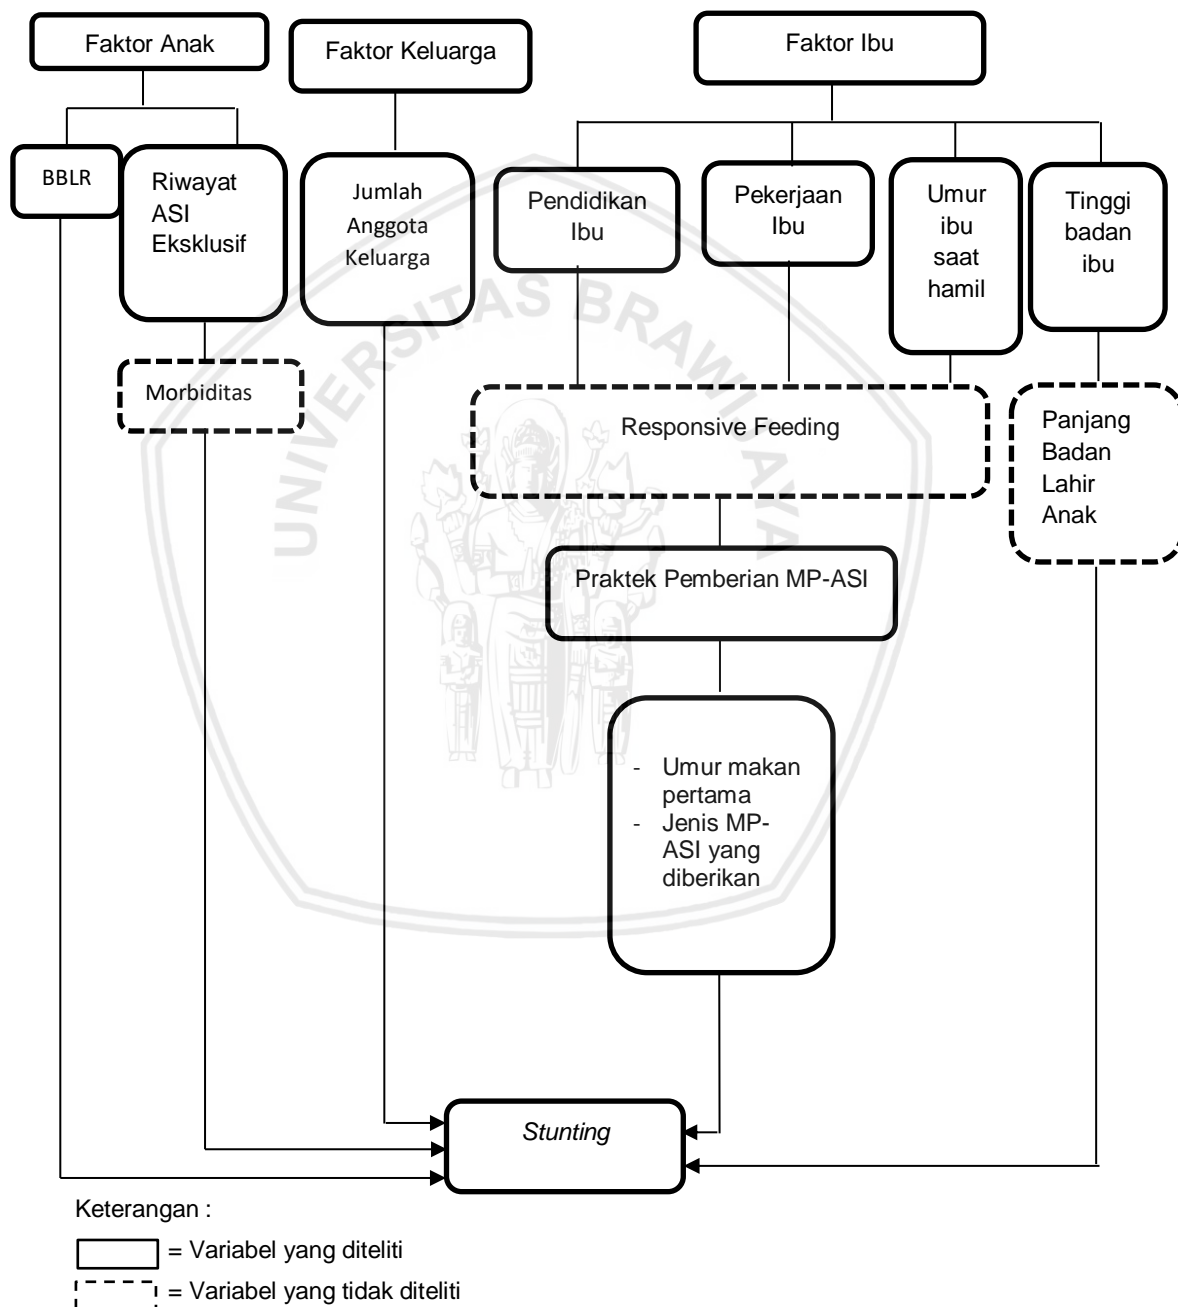 Faktor Anak
Faktor Keluarga
Faktor Ibu
BBLR
Riwayat
ASI
Eksklusif
Jumlah
Anggota
Keluarga
Pendidikan
Ibu
Pekerjaan
Ibu
Umur
ibu
saat
hamil
Tinggi
badan
ibu
Morbiditas
Responsive Feeding
Panjang
Badan
Lahir
Anak
Praktek Pemberian MP-ASI
- Umur makan
pertama
- Jenis MP-
ASI yang
diberikan
Stunting
Keterangan :
= Variabel yang diteliti
= Variabel yang tidak diteliti
UNIVERSITAS BRAWIJAYA